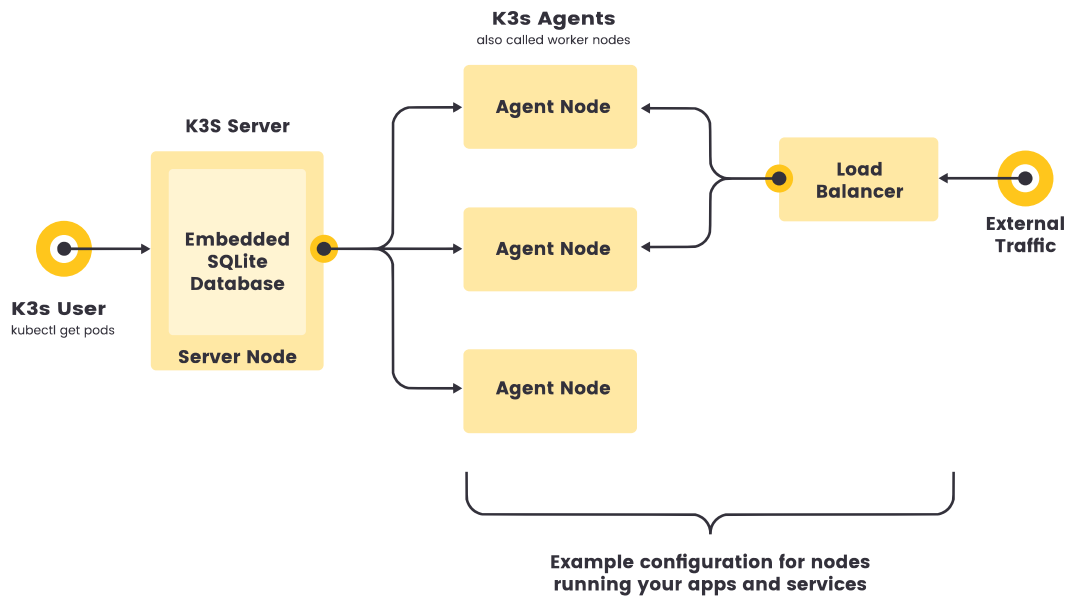 K3s Agents
also called worker nodes
Agent Node
K3S Server
Load
Balancer
External
Traffic
Embedded
SQLite
Database
Agent Node
K3s User
kubectl get pods
Server Node
Agent Node
Example configuration for nodes
running your apps and services